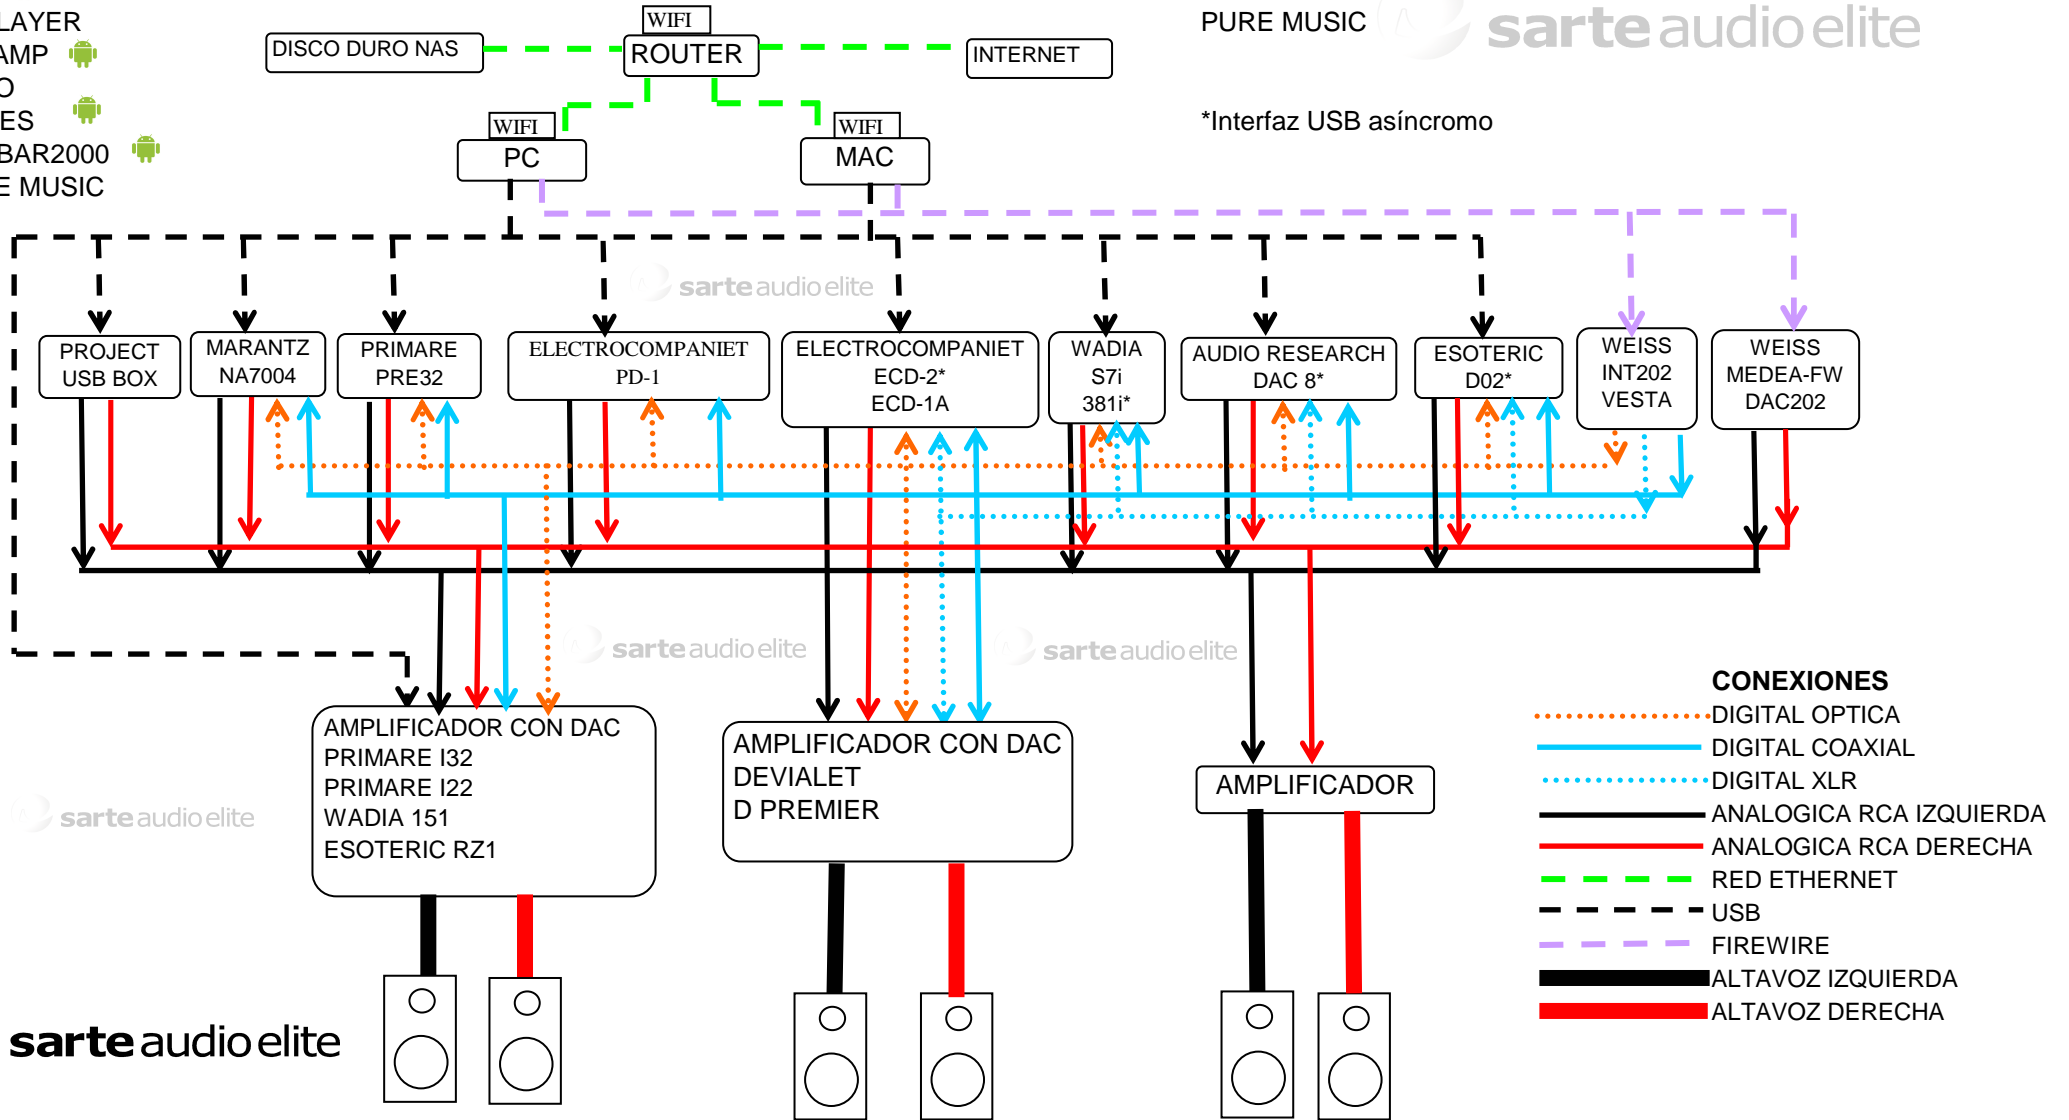 LAYER
AMP
O
ES
BAR2000
E MUSIC
WIFI
ROUTER
DISCO DURO NAS
INTERNET
PURE MUSIC
sarte audio elite
*Interfaz USB asíncromo
WIFI
PC
WIFI
MAC
sarte audio elite
PROJECT
USB BOX
MARANTZ
NA7004
PRIMARE
PRE32
ELECTROCOMPANIET
PD-1
ELECTROCOMPANIET
ECD-2*
ECD-1A
WADIA
S7i
381i*
AUDIO RESEARCH
DAC 8*
ESOTERIC
D02*
WEISS
INT202
VESTA
WEISS
MEDEA-FW
DAC202
sarte audio elite
sarte audio elite
sarte audio elite
AMPLIFICADOR CON DAC
PRIMARE I32
PRIMARE I22
WADIA 151
ESOTERIC RZ1
AMPLIFICADOR CON DAC
DEVIALET
D PREMIER
AMPLIFICADOR
CONEXIONES
DIGITAL OPTICA
DIGITAL COAXIAL
DIGITAL XLR
ANALOGICA RCA IZQUIERDA
ANALOGICA RCA DERECHA
RED ETHERNET
USB
FIREWIRE
ALTAVOZ IZQUIERDA
ALTAVOZ DERECHA
sarte audio elite